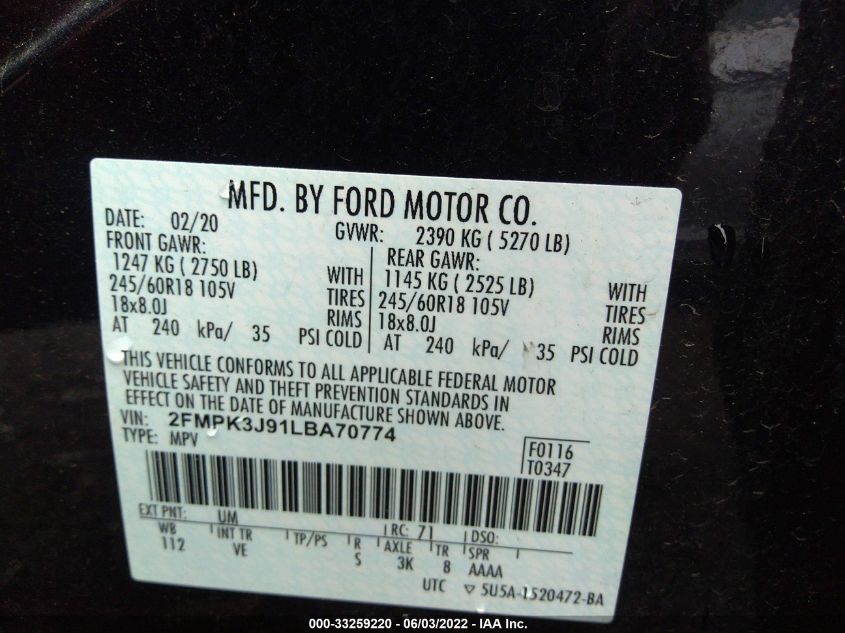 MFD. BY FORD MOTOR CO.
DATE: 02/20 GVWR: 2390 KG ( 5270 LB)
FRONT GAWR: REAR GAWR:
1247 KG ( 2750 LB) WITH 1145 KG ( 2525 LB) WITH
245/60R18 105V TIRES 245/60R18 105V TIRES
18x8.0J RIMS 18x8.0J RIMS
AT 240 kPa/ 35 PSI COLD AT 240 kPa/ 35 PSI COLD
THIS VEHICLE CONFORMS TO ALL APPLICABLE FEDERAL MOTOR
VEHICLE SAFETY AND THEFT PREVENTION STANDARDS IN
EFFECT ON THE DATE OF MANUFACTURE SHOWN ABOVE.
VIN: 2FMPK3J91LBA70774
TYPE: MPV
F0116
T0347
EXT PNT: UM RC: 71 DSO:
WB INT TR TP/PS R AXLE TR SPR
112 VE S 3K 8 AAAA
UTC ▽ 5U5A-1520472-BA
000-33259220 - 06/03/2022 - IAA Inc.